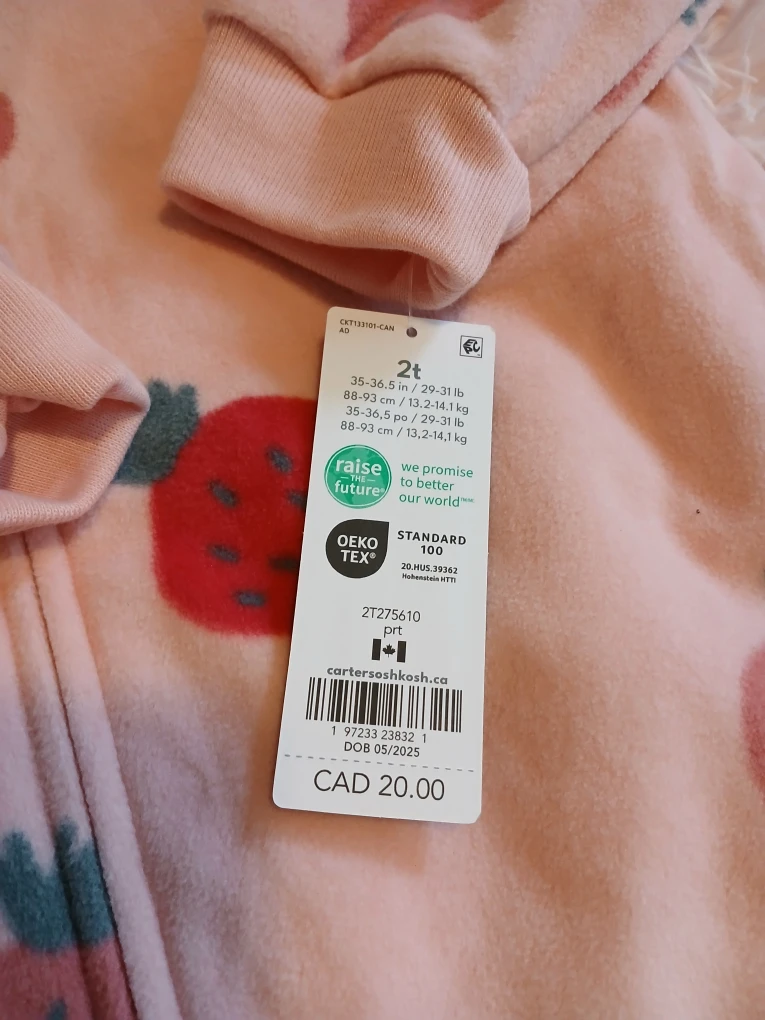 CKT133101-CAN
AD
2t
35-36.5 in / 29-31 lb
88-93 cm / 13.2-14.1 kg
35-36,5 po / 29-31 lb
88-93 cm / 13,2-14,1 kg
raise
THE
future®
we promise
to better
our world
OEKO
TEX®
STANDARD
100
20.HUS.39362
Hohenstein HTTI
2T275610
prt
cartersoshkosh.ca
1 97233 23832 1
DOB 05/2025
CAD 20.00